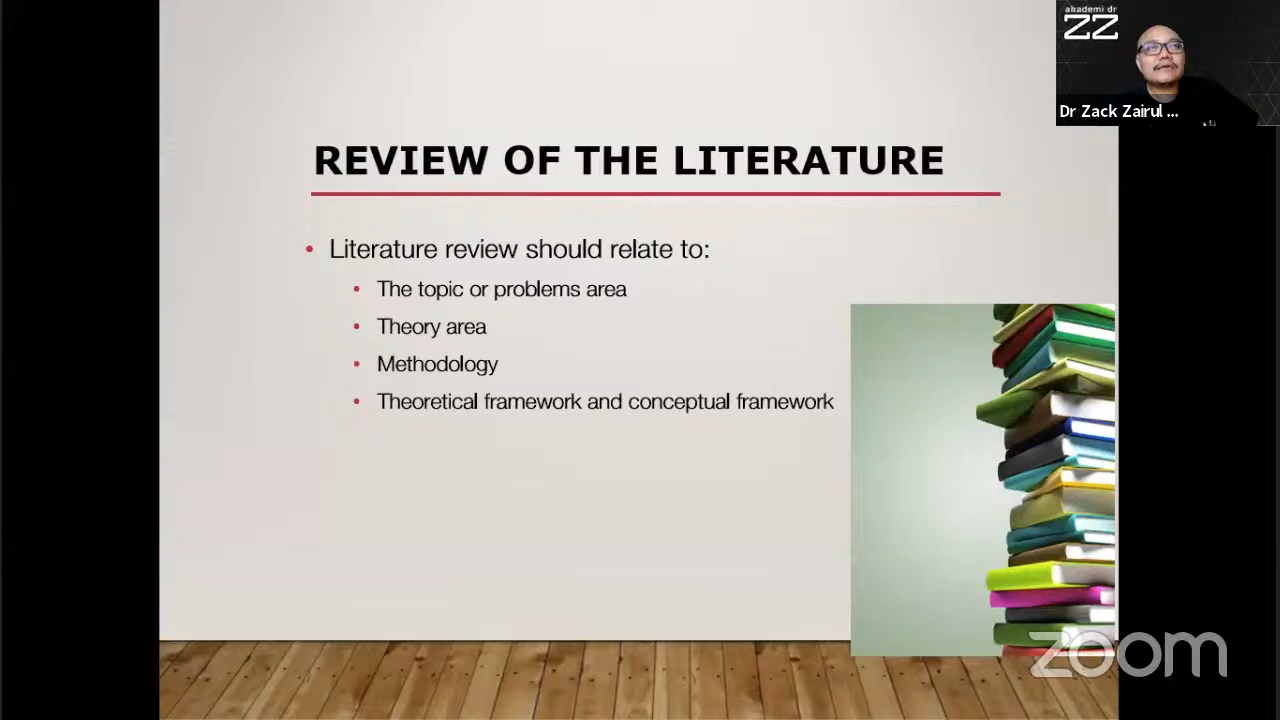 akademi dr
ZZ
Dr Zack Zairul ...
REVIEW OF THE LITERATURE
• Literature review should relate to:
• The topic or problems area
• Theory area
• Methodology
• Theoretical framework and conceptual framework
zoom